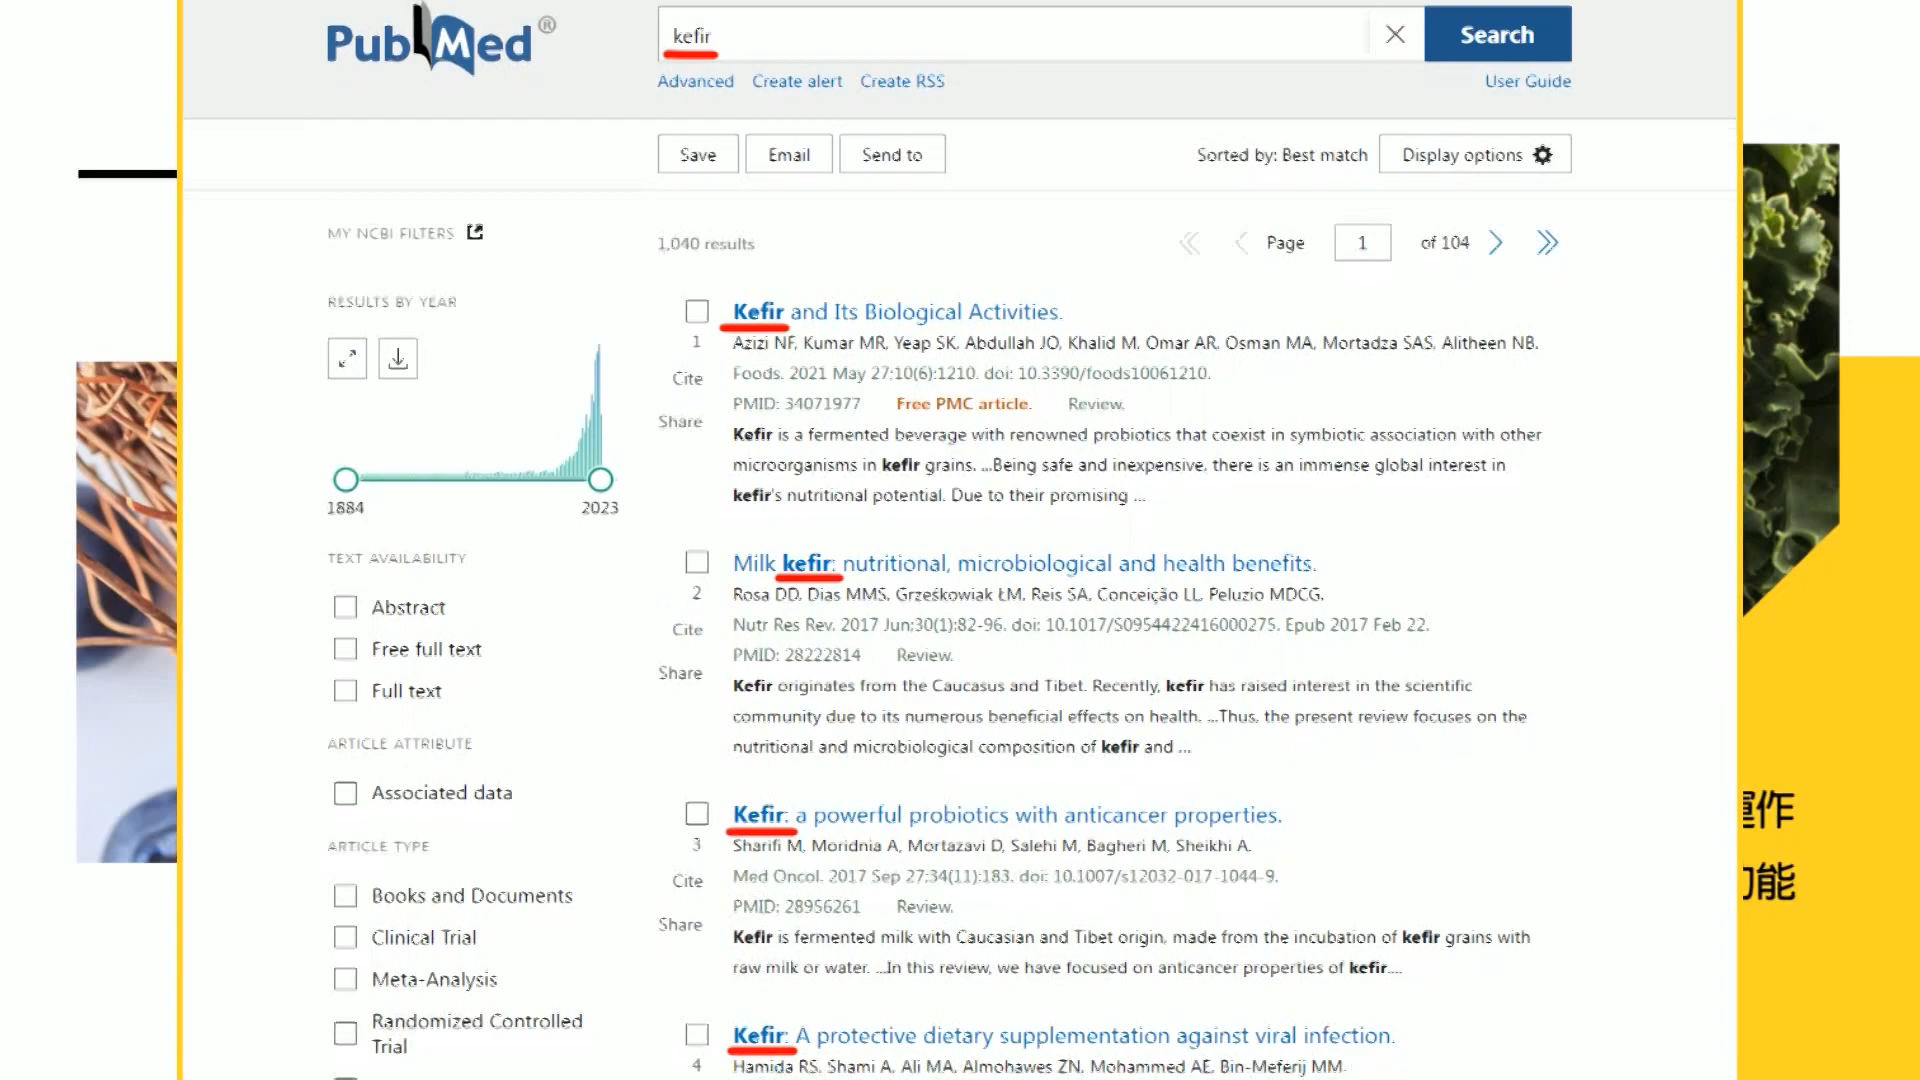 PubMed®
kefir
Search
Advanced Create alert Create RSS
User Guide
Save Email Send to
Sorted by: Best match
Display options
MY NCBI FILTERS
1,040 results
Page 1 of 104
RESULTS BY YEAR
1884 2023
TEXT AVAILABILITY
Abstract
Free full text
Full text
ARTICLE ATTRIBUTE
Associated data
ARTICLE TYPE
Books and Documents
Clinical Trial
Meta-Analysis
Randomized Controlled
Trial
Kefir and Its Biological Activities.
1
Azizi NF, Kumar MR, Yeap SK, Abdullah JO, Khalid M, Omar AR, Osman MA, Mortadza SAS, Alitheen NB.
Cite
Foods. 2021 May 27;10(6):1210. doi: 10.3390/foods10061210.
PMID: 34071977 Free PMC article. Review.
Share
Kefir is a fermented beverage with renowned probiotics that coexist in symbiotic association with other
microorganisms in kefir grains. ...Being safe and inexpensive, there is an immense global interest in
kefir's nutritional potential. Due to their promising ...
Milk kefir: nutritional, microbiological and health benefits.
2
Rosa DD, Dias MMS, Grześkowiak ŁM, Reis SA, Conceição LL, Peluzio MDCG.
Cite
Nutr Res Rev. 2017 Jun;30(1):82-96. doi: 10.1017/S0954422416000275. Epub 2017 Feb 22.
PMID: 28222814 Review.
Share
Kefir originates from the Caucasus and Tibet. Recently, kefir has raised interest in the scientific
community due to its numerous beneficial effects on health. ...Thus, the present review focuses on the
nutritional and microbiological composition of kefir and ...
Kefir: a powerful probiotics with anticancer properties.
3
Sharifi M, Moridnia A, Mortazavi D, Salehi M, Bagheri M, Sheikhi A.
Cite
Med Oncol. 2017 Sep 27;34(11):183. doi: 10.1007/s12032-017-1044-9.
PMID: 28956261 Review.
Share
Kefir is fermented milk with Caucasian and Tibet origin, made from the incubation of kefir grains with
raw milk or water. ...In this review, we have focused on anticancer properties of kefir....
Kefir: A protective dietary supplementation against viral infection.
4
Hamida RS, Shami A, Ali MA, Almohawes ZN, Mohammed AE, Bin-Meferij MM.
作
能